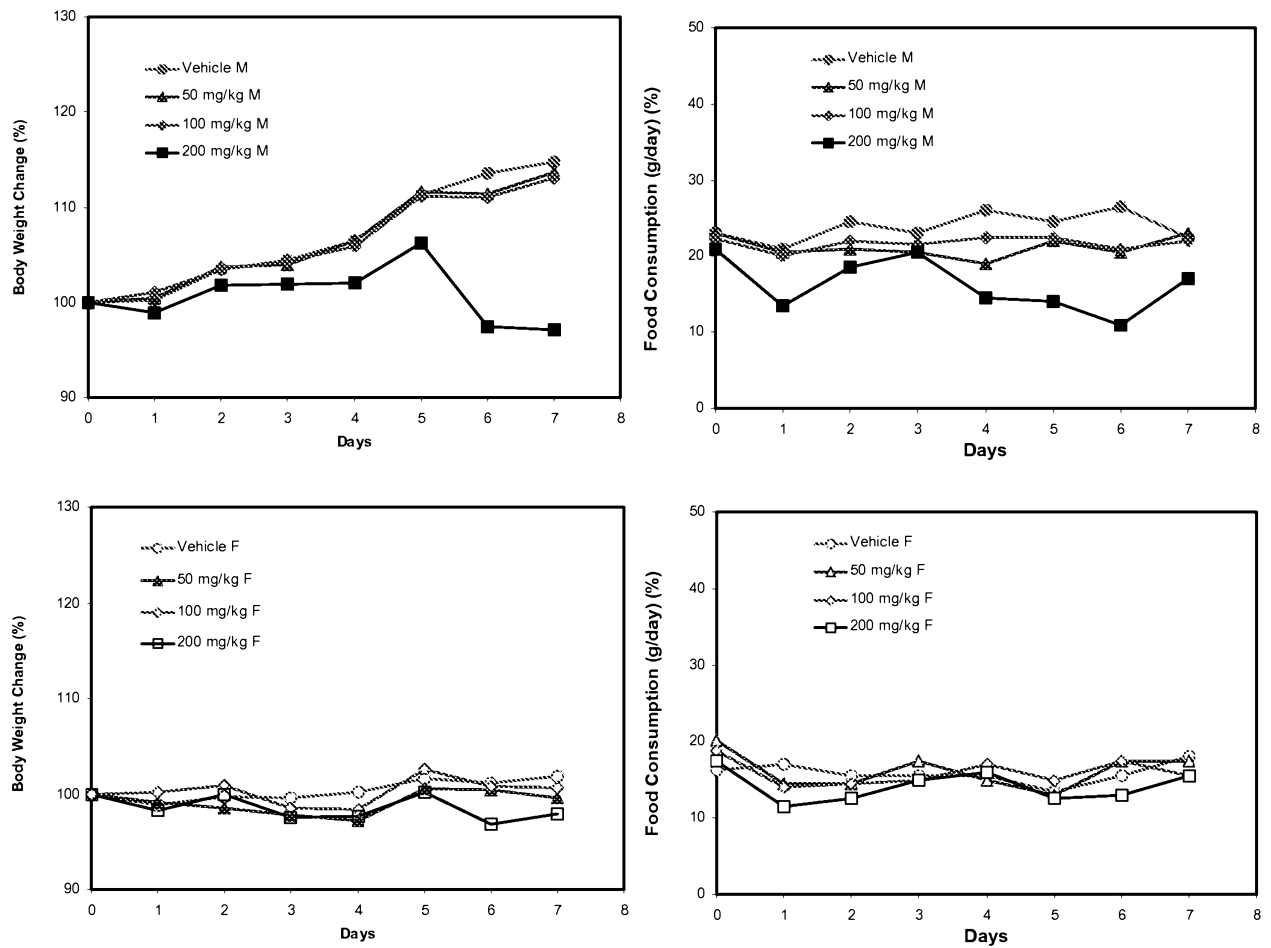 130
120
110
100
90
Body Weight Change (%)
Vehicle M
50 mg/kg M
100 mg/kg M
200 mg/kg M
0 1 2 3 4 5 6 7 8
Days
50
40
30
20
10
0
Food Consumption (g/day) (%)
Vehicle M
50 mg/kg M
100 mg/kg M
200 mg/kg M
0 1 2 3 4 5 6 7 8
Days
130
120
110
100
90
Body Weight Change (%)
Vehicle F
50 mg/kg F
100 mg/kg F
200 mg/kg F
0 1 2 3 4 5 6 7 8
Days
50
40
30
20
10
0
Food Consumption (g/day) (%)
Vehicle F
50 mg/kg F
100 mg/kg F
200 mg/kg F
0 1 2 3 4 5 6 7 8
Days